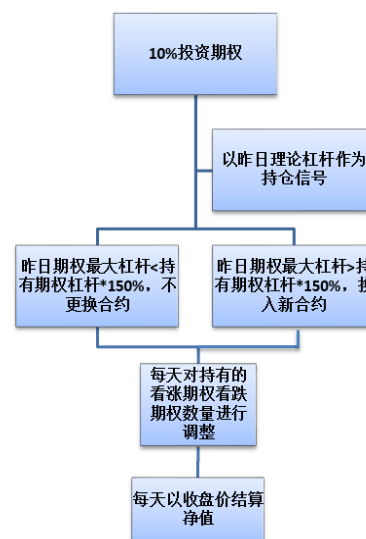 10%投资期权
以昨日理论杠杆作为
持仓信号
昨日期权最大杠杆<持
有期权杠杆*150%，不
更换合约
昨日期权最大杠杆>持
有期权杠杆*150%，换
入新合约
每天对持有的
看涨期权看跌
期权数量进行
调整
每天以收盘价结算
净值